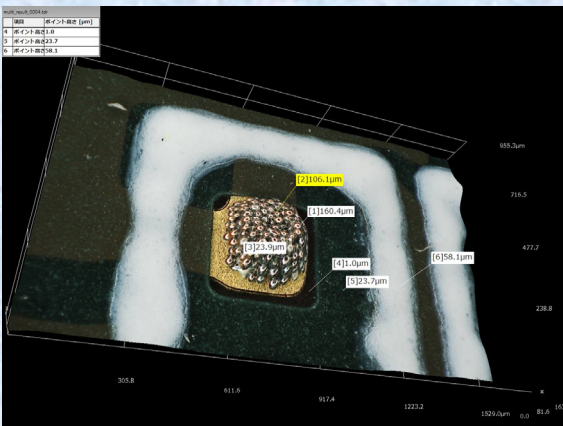 multi_result_0004.tdr
項目 ポイント高さ [μm]
4 ポイント高さ1.0
5 ポイント高さ23.7
6 ポイント高さ58.1
955.3μm
716.5
477.7
238.8
[2]106.1μm
[1]160.4μm
[3]23.9μm
[4]1.0μm
[5]23.7μm
[6]58.1μm
305.8
611.6
917.4
1223.2
1529.0μm
x
0.0
81.6